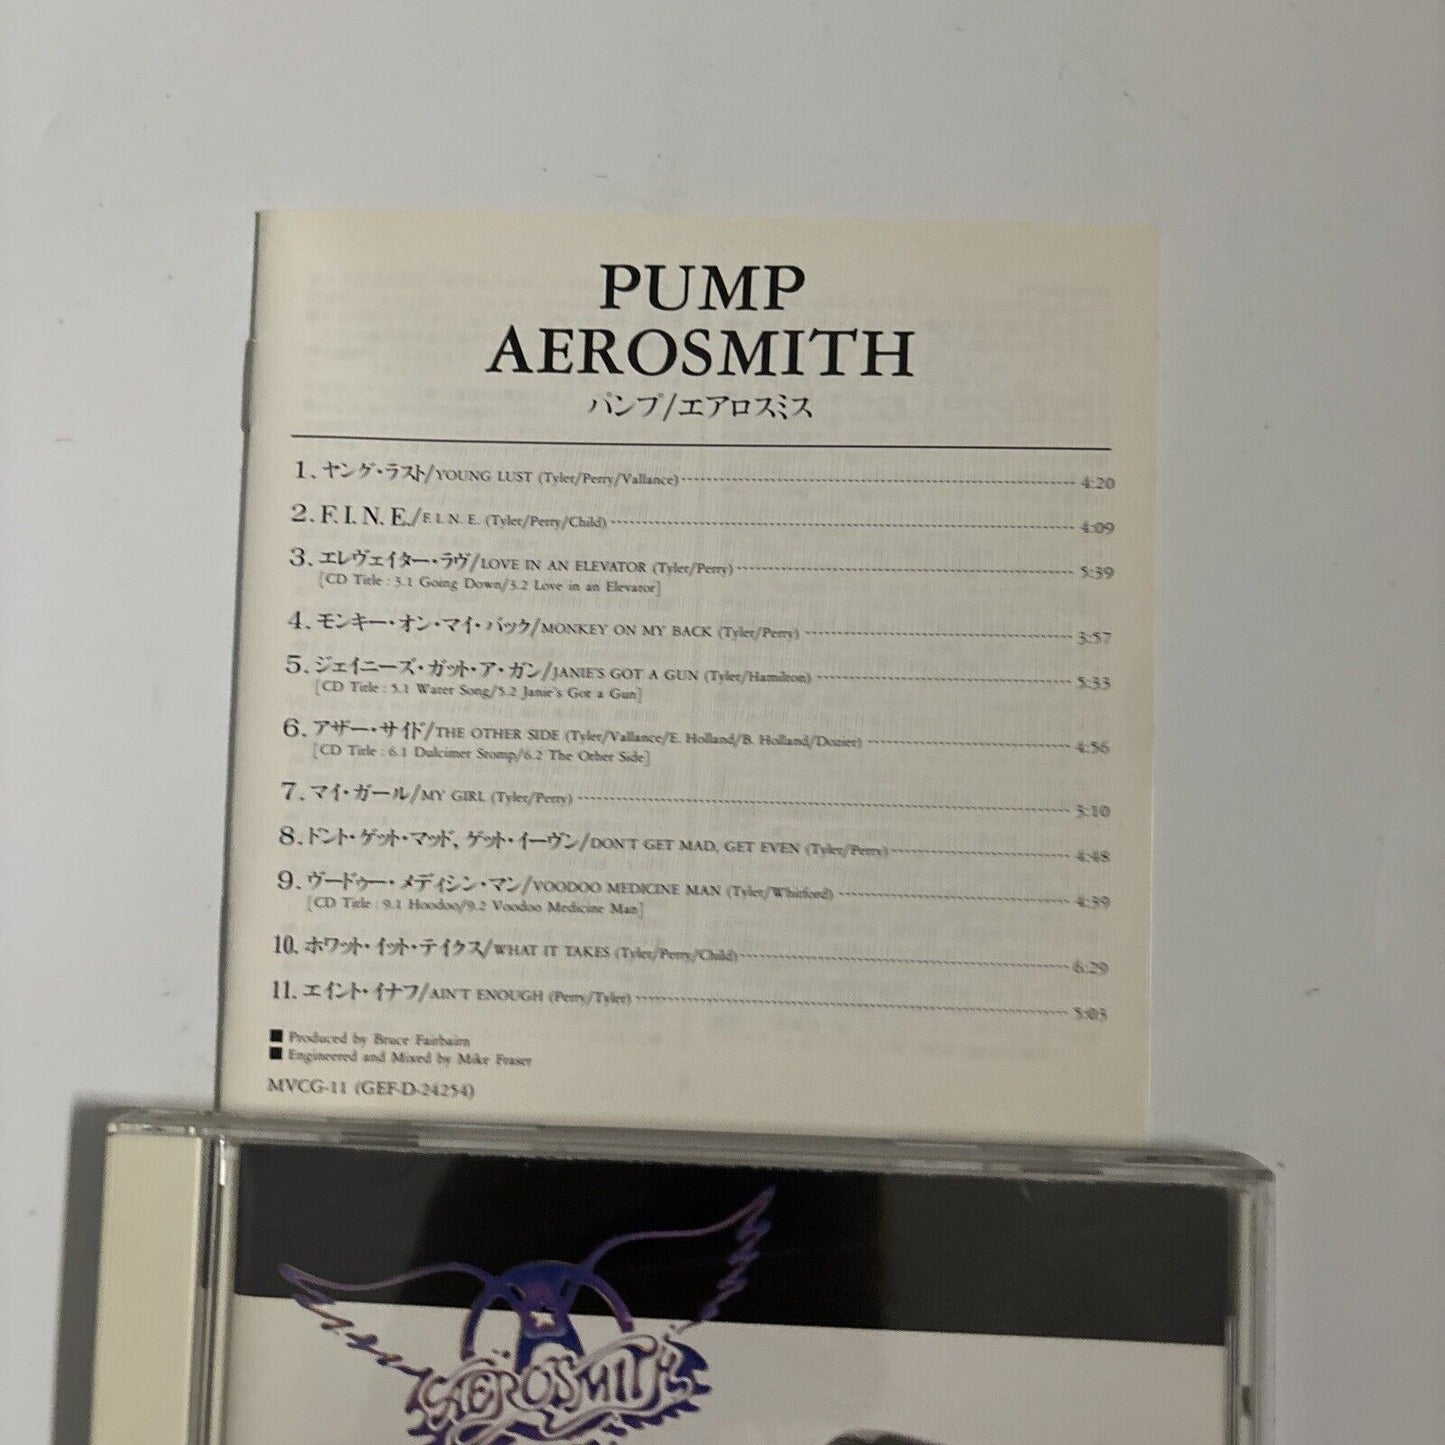 PUMP
AEROSMITH
パンプ/エアロスミス
1. ヤング・ラスト/YOUNG LUST (Tyler/Perry/Vallance) 4:20
2. F. I. N. E./F. I. N. E. (Tyler/Perry/Child) 4:09
3. エレヴェイター・ラヴ/LOVE IN AN ELEVATOR (Tyler/Perry) 5:39
[CD Title : 3.1 Going Down/3.2 Love in an Elevator]
4. モンキー・オン・マイ・バック/MONKEY ON MY BACK (Tyler/Perry) 3:57
5. ジェイニーズ・ガット・ア・ガン/JANIE'S GOT A GUN (Tyler/Hamilton) 5:33
[CD Title : 5.1 Water Song/5.2 Janie's Got a Gun]
6. アザー・サイド/THE OTHER SIDE (Tyler/Vallance/E. Holland/B. Holland/Dozier) 4:56
[CD Title : 6.1 Dulcimer Stomp/6.2 The Other Side]
7. マイ・ガール/MY GIRL (Tyler/Perry) 3:10
8. ドント・ゲット・マッド、ゲット・イーヴン/DON'T GET MAD, GET EVEN (Tyler/Perry) 4:48
9. ヴードゥー・メディシン・マン/VOODOO MEDICINE MAN (Tyler/Whitford) 4:39
[CD Title : 9.1 Hoodoo/9.2 Voodoo Medicine Man]
10. ホワット・イット・テイクス/WHAT IT TAKES (Tyler/Perry/Child) 6:29
11. エイント・イナフ/AIN'T ENOUGH (Perry/Tyler) 5:03
■ Produced by Bruce Fairbairn
■ Engineered and Mixed by Mike Fraser
MVCG-11 (GEF-D-24254)
AEROSMITH